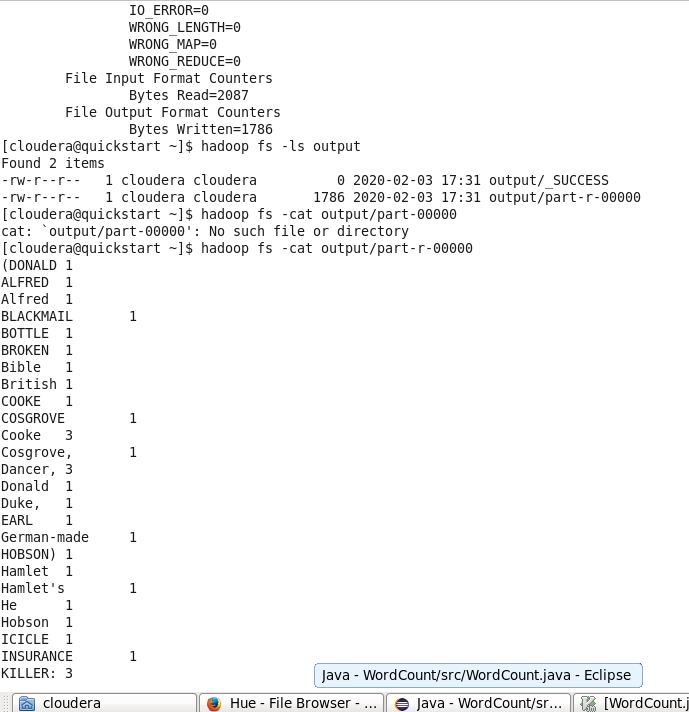 IO_ERROR=0
WRONG_LENGTH=0
WRONG_MAP=0
WRONG_REDUCE=0
File Input Format Counters
Bytes Read=2087
File Output Format Counters
Bytes Written=1786
[cloudera@quickstart ~]$ hadoop fs -ls output
Found 2 items
-rw-r--r--   1 cloudera cloudera          0 2020-02-03 17:31 output/_SUCCESS
-rw-r--r--   1 cloudera cloudera       1786 2020-02-03 17:31 output/part-r-00000
[cloudera@quickstart ~]$ hadoop fs -cat output/part-00000
cat: `output/part-00000': No such file or directory
[cloudera@quickstart ~]$ hadoop fs -cat output/part-r-00000
(DONALD 1
ALFRED 1
Alfred 1
BLACKMAIL 1
BOTTLE 1
BROKEN 1
Bible 1
British 1
COOKE 1
COSGROVE 1
Cooke 3
Cosgrove, 1
Dancer, 3
Donald 1
Duke, 1
EARL 1
German-made 1
HOBSON) 1
Hamlet 1
Hamlet's 1
He 1
Hobson 1
ICICLE 1
INSURANCE 1
KILLER: 3
Java - WordCount/src/WordCount.java - Eclipse
cloudera
Hue - File Browser - ...
Java - WordCount/sr...
[WordCount.j